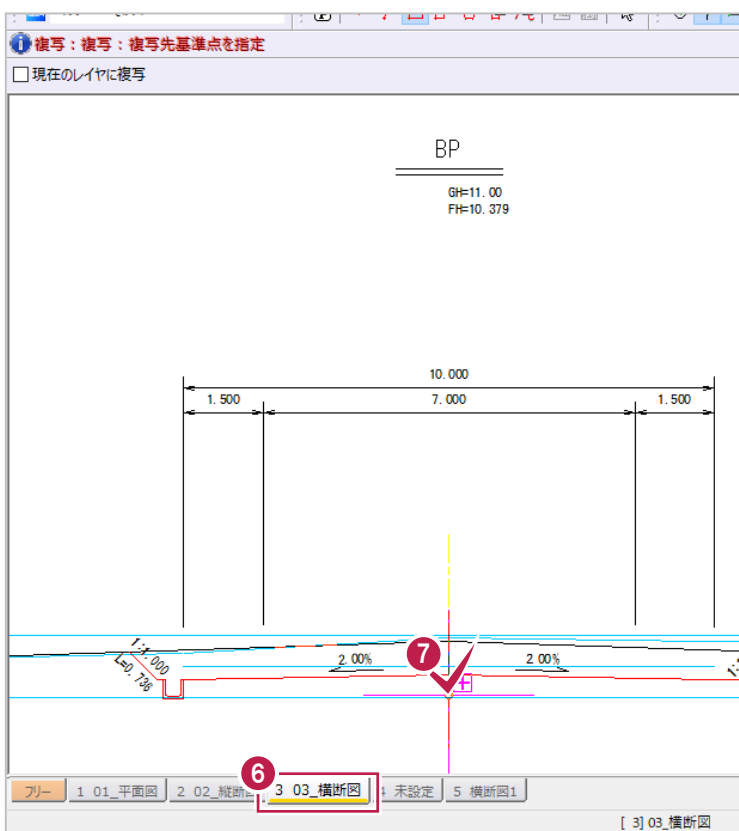 複写：複写：複写先基準点を指定
現在のレイヤに複写
BP
GH=11.00
FH=10.379
10.000
1.500 7.000 1.500
1:1.000
L=0.736
2.00% 2.00%
7
6
フリー 1 01_平面図 2 02_縦断 3 03_横断図 4 未設定 5 横断図1
[ 3] 03_横断図